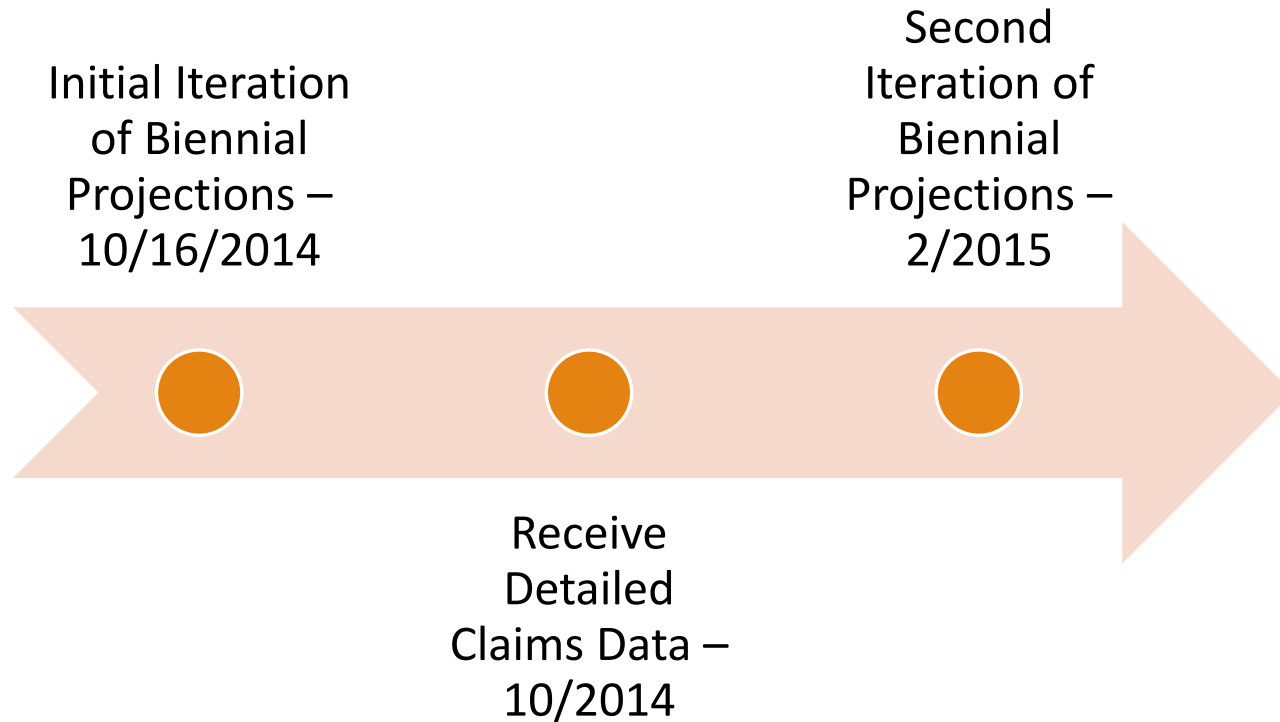 Initial Iteration
of Biennial
Projections –
10/16/2014
Receive
Detailed
Claims Data –
10/2014
Second
Iteration of
Biennial
Projections –
2/2015